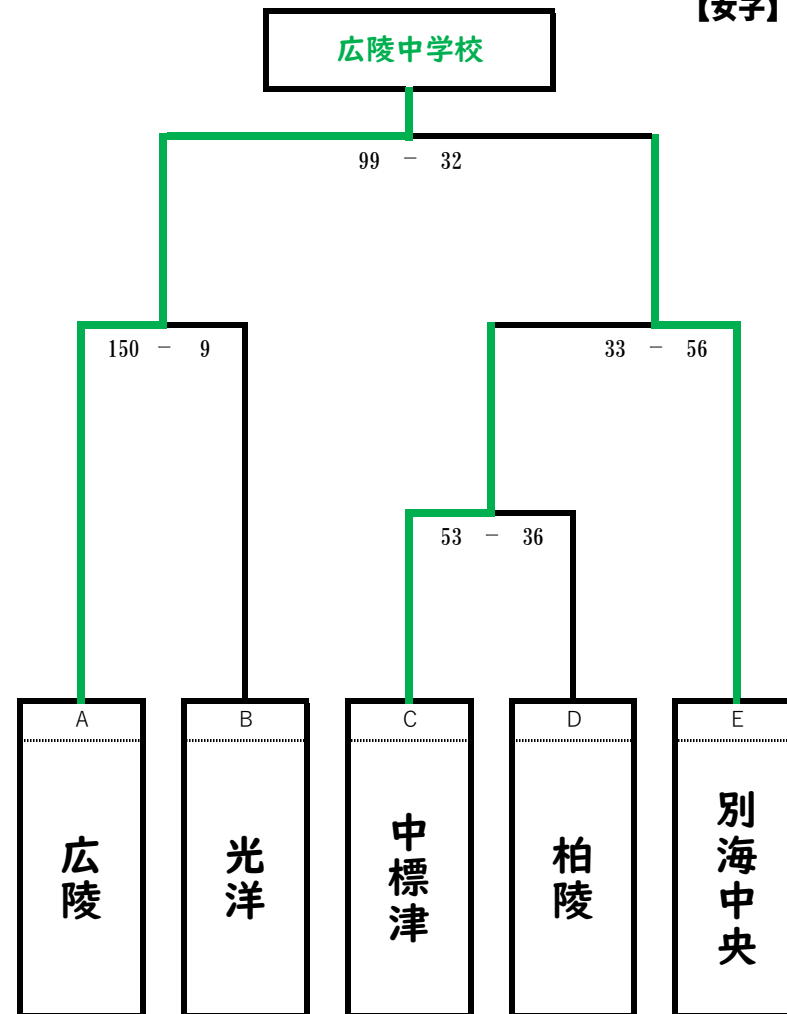 【女子】
広陵中学校
99 － 32
150 － 9
33 － 56
53 － 36
A
B
C
D
E
広陵
光洋
中標津
柏陵
別海中央